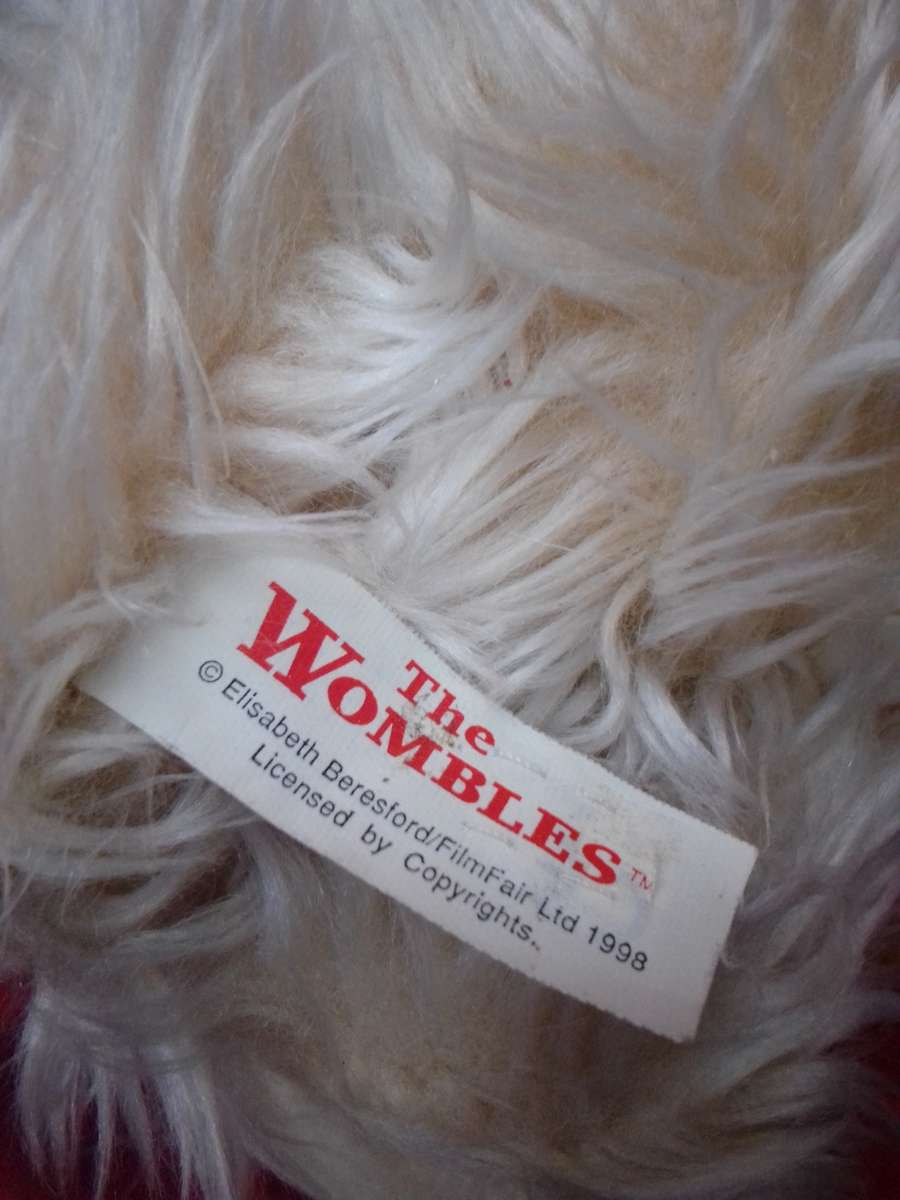 The
WOMBLES™
© Elisabeth Beresford/FilmFair Ltd 1998
Licensed by Copyrights.